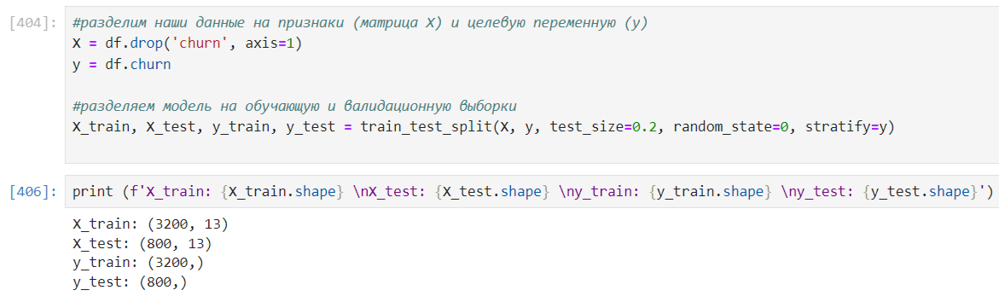 [404]: #разделим наши данные на признаки (матрица X) и целевую переменную (y)
X = df.drop('churn', axis=1)
y = df.churn
#разделяем модель на обучающую и валидационную выборки
X_train, X_test, y_train, y_test = train_test_split(X, y, test_size=0.2, random_state=0, stratify=y)
[406]: print (f'X_train: {X_train.shape} \nX_test: {X_test.shape} \ny_train: {y_train.shape} \ny_test: {y_test.shape}')
X_train: (3200, 13)
X_test: (800, 13)
y_train: (3200,)
y_test: (800,)